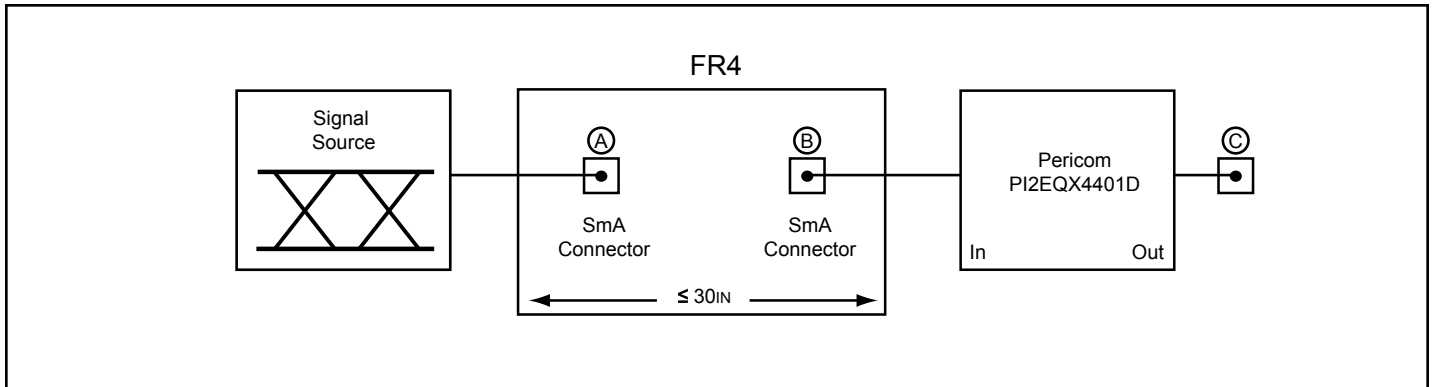 FR4
Signal
Source
A
B
C
SmA
Connector
SmA
Connector
Pericom
PI2EQX4401D
In
Out
≤ 30IN